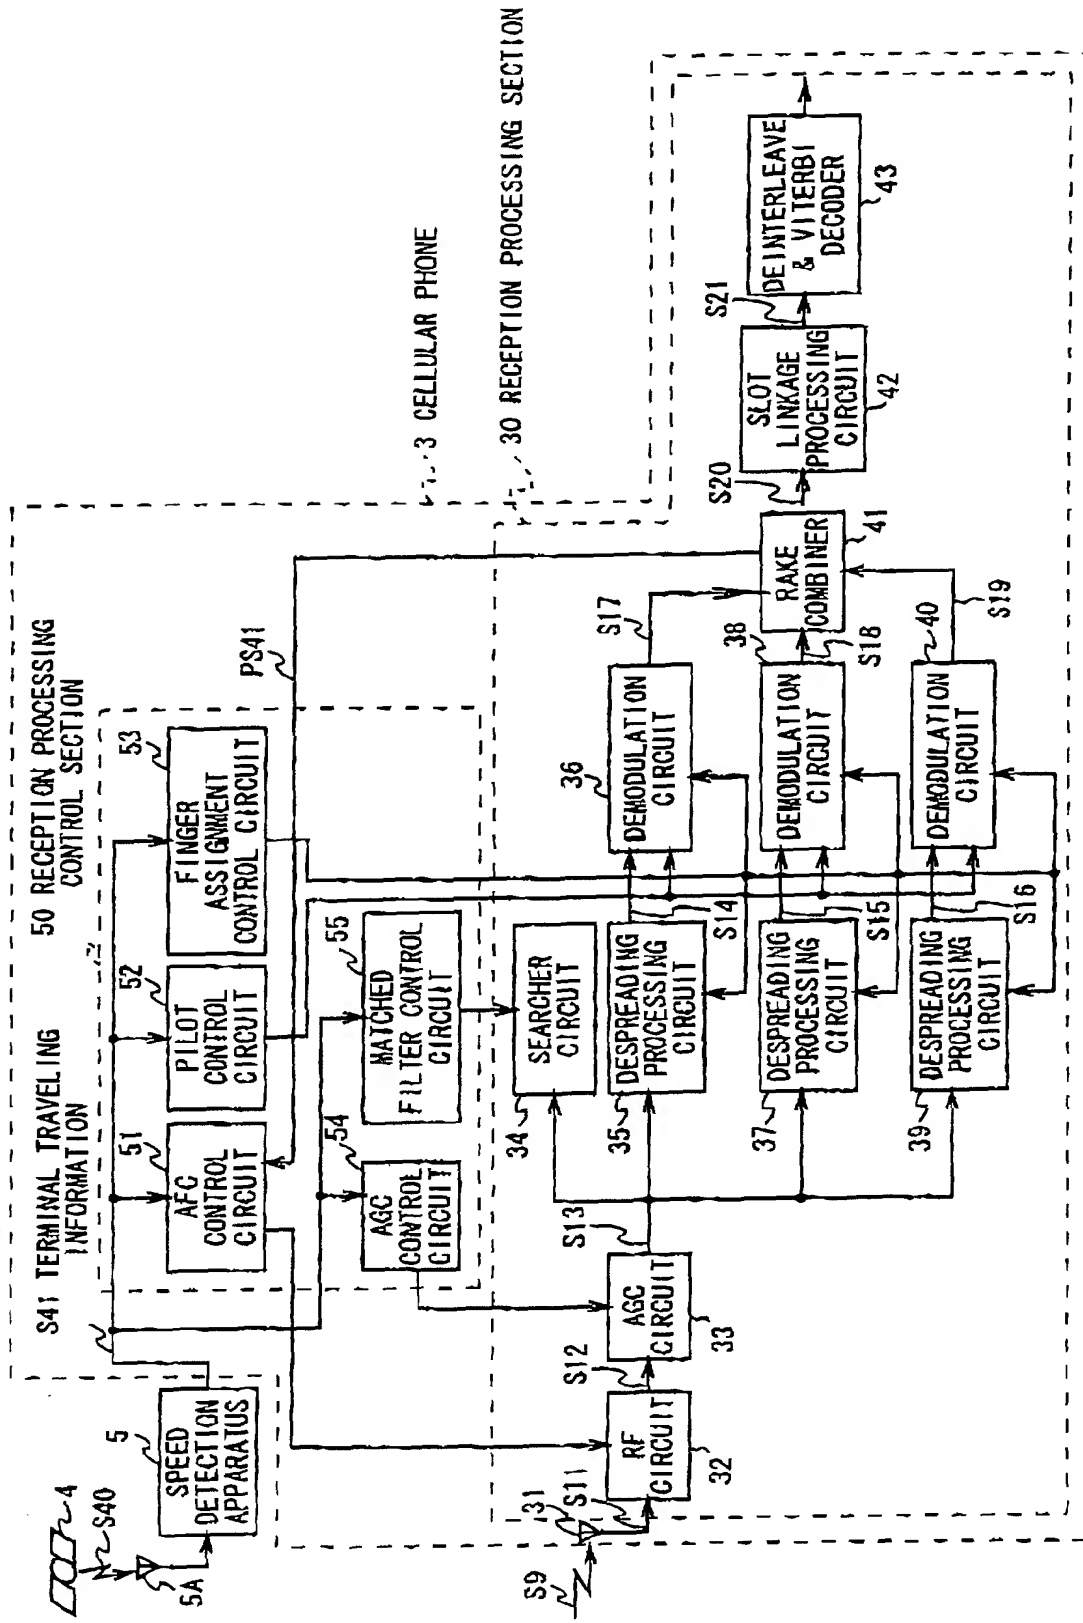 4
S40
5A
5
SPEED
DETECTION
APPARATUS
S41 TERMINAL TRAVELING
INFORMATION
50 RECEPTION PROCESSING
CONTROL SECTION
51
AFC
CONTROL
CIRCUIT
52
PILOT
CONTROL
CIRCUIT
53
FINGER
ASSIGNMENT
CONTROL CIRCUIT
54
AGC
CONTROL
CIRCUIT
55
MATCHED
FILTER CONTROL
CIRCUIT
PS41
3 CELLULAR PHONE
30 RECEPTION PROCESSING SECTION
S9
31
S11
RF
CIRCUIT
32
S12
AGC
CIRCUIT
33
S13
34
SEARCHER
CIRCUIT
35
DESPREADING
PROCESSING
CIRCUIT
S14
36
DEMODULATION
CIRCUIT
S17
37
DESPREADING
PROCESSING
CIRCUIT
S15
38
DEMODULATION
CIRCUIT
S18
39
DESPREADING
PROCESSING
CIRCUIT
S16
40
DEMODULATION
CIRCUIT
S19
RAKE
COMBINER
41
S20
SLOT
LINKAGE
PROCESSING
CIRCUIT
42
S21
DEINTERLEAVE
& VITERBI
DECODER
43